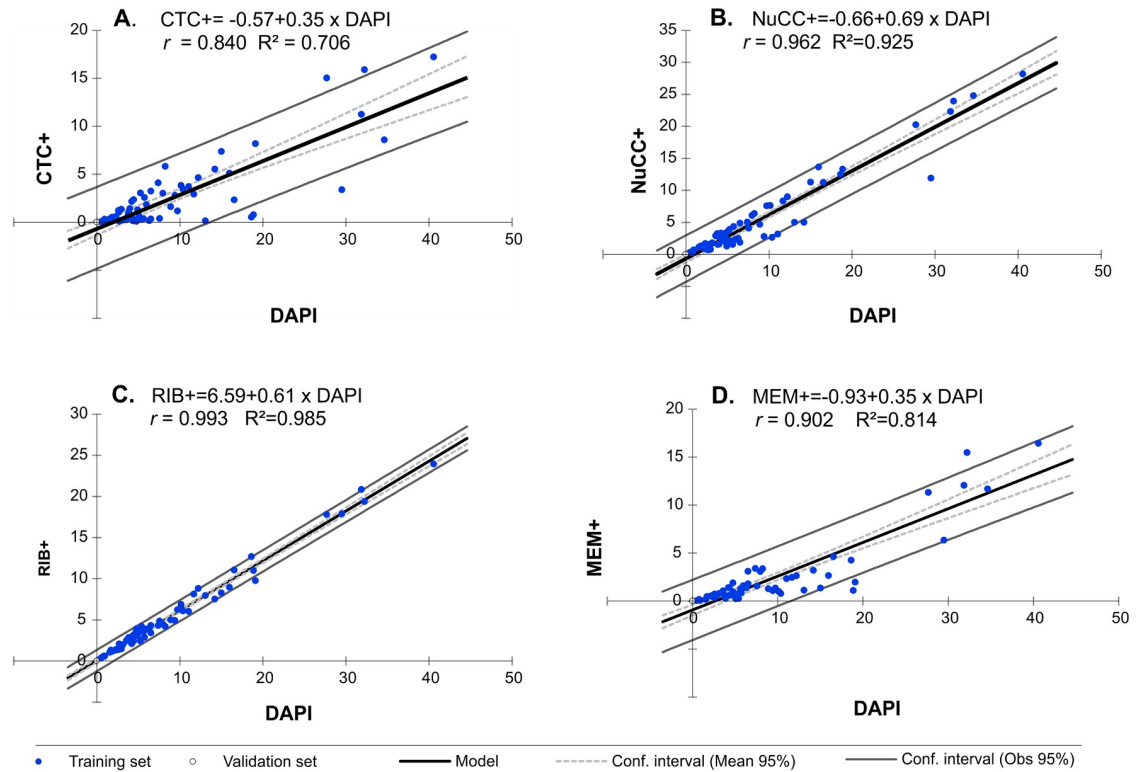 A. CTC+= -0.57+0.35 x DAPI
r = 0.840 R² = 0.706
20
15
10
5
0
CTC+
10 20 30 40 50
DAPI
B. NuCC+=-0.66+0.69 x DAPI
r = 0.962 R²=0.925
35
30
25
20
15
10
5
0
NuCC+
0 10 20 30 40 50
DAPI
C. RIB+=6.59+0.61 x DAPI
r = 0.993 R²=0.985
30
25
20
15
10
5
0
RIB+
0 10 20 30 40 50
DAPI
D. MEM+=-0.93+0.35 x DAPI
r = 0.902 R²=0.814
20
15
10
5
0
MEM+
0 10 20 30 40 50
DAPI
Training set Validation set Model Conf. interval (Mean 95%) Conf. interval (Obs 95%)